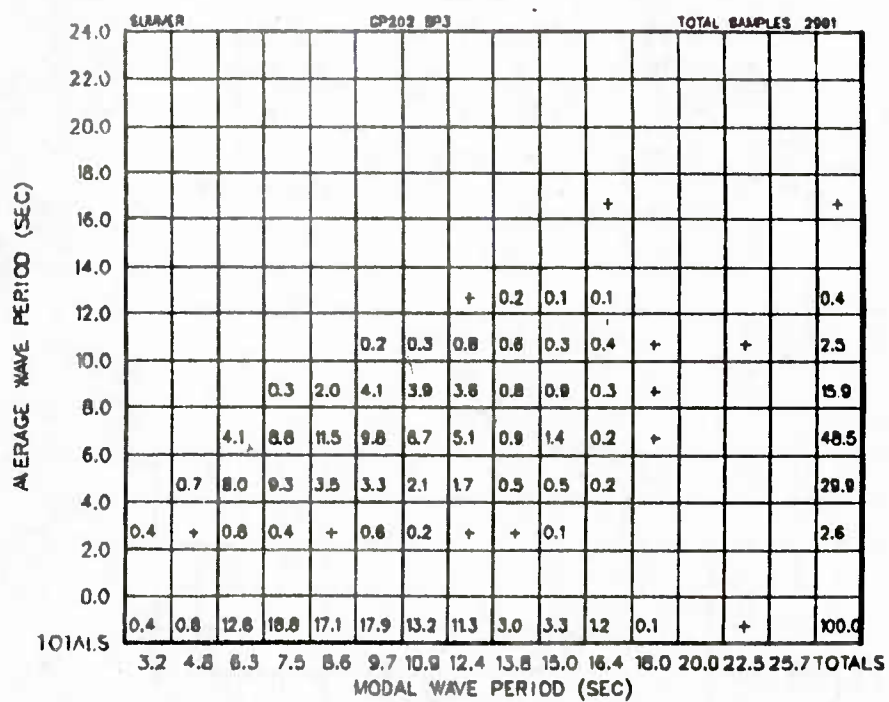 SUMMER GP202 BP3 TOTAL SAMPLES 2981
24.0
22.0
20.0
18.0
16.0 + +
14.0
12.0 + 0.2 0.1 0.1 0.4
10.0 0.2 0.3 0.8 0.6 0.3 0.4 + + 2.5
8.0 0.3 2.0 4.1 3.9 3.6 0.8 0.9 0.3 + 15.9
6.0 4.1 8.8 11.5 9.8 6.7 5.1 0.9 1.4 0.2 + 48.5
4.0 0.7 8.0 9.3 3.5 3.3 2.1 1.7 0.5 0.5 0.2 29.9
2.0 0.4 + 0.6 0.4 + 0.6 0.2 + + 0.1 2.6
0.0
TOTALS 0.4 0.8 12.6 18.8 17.1 17.9 13.2 11.3 3.0 3.3 1.2 0.1 + 100.0
3.2 4.8 6.3 7.5 8.6 9.7 10.9 12.4 13.8 15.0 16.4 18.0 20.0 22.5 25.7 TOTALS
MODAL WAVE PERIOD (SEC)
AVERAGE WAVE PERIOD (SEC)